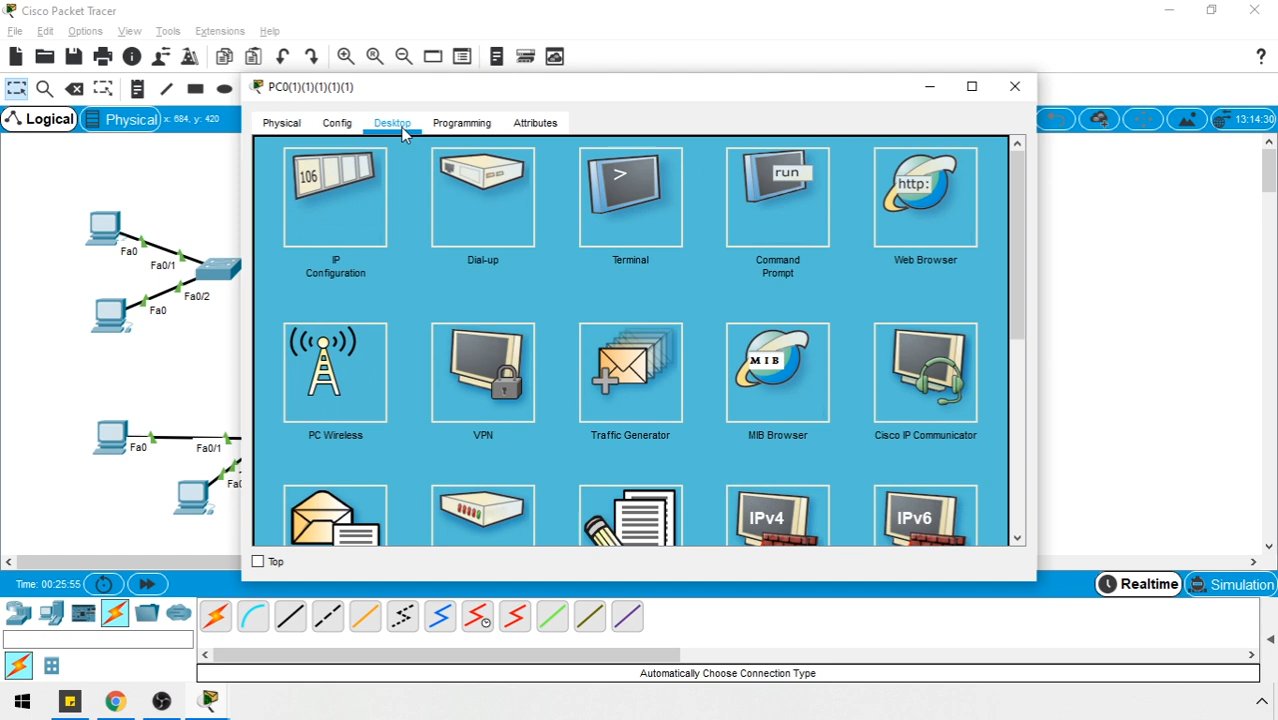 Cisco Packet Tracer
File Edit Options View Tools Extensions Help
PC0(1)(1)(1)(1)(1)
Logical
Physical
x: 684, y: 420
13:14:30
Physical Config Desktop Programming Attributes
106
>
run
http:
IP
Configuration
Dial-up
Terminal
Command
Prompt
Web Browser
MIB
PC Wireless
VPN
Traffic Generator
MIB Browser
Cisco IP Communicator
IPv4
IPv6
Top
Fa0
Fa0/1
Fa0/2
Fa0
Fa0
Fa0/1
Fa0
Time: 00:25:55
Realtime
Simulation
Automatically Choose Connection Type